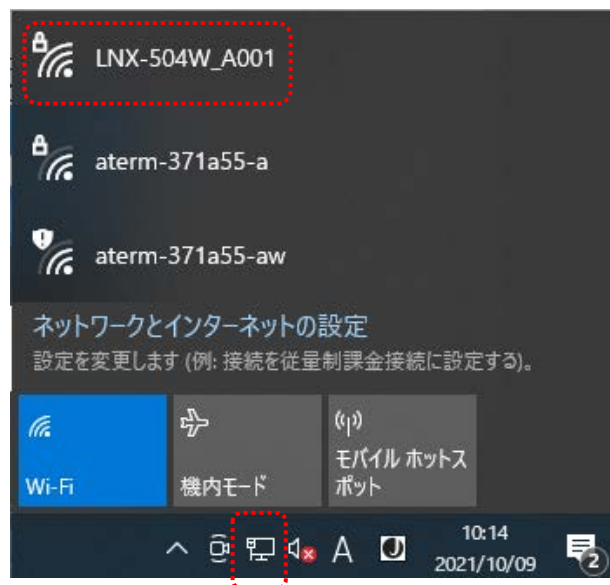 LNX-504W_A001
aterm-371a55-a
aterm-371a55-aw
ネットワークとインターネットの設定
設定を変更します (例: 接続を従量制課金接続に設定する)。
Wi-Fi
機内モード
モバイル ホットス
ポット
A
10:14
2021/10/09
2